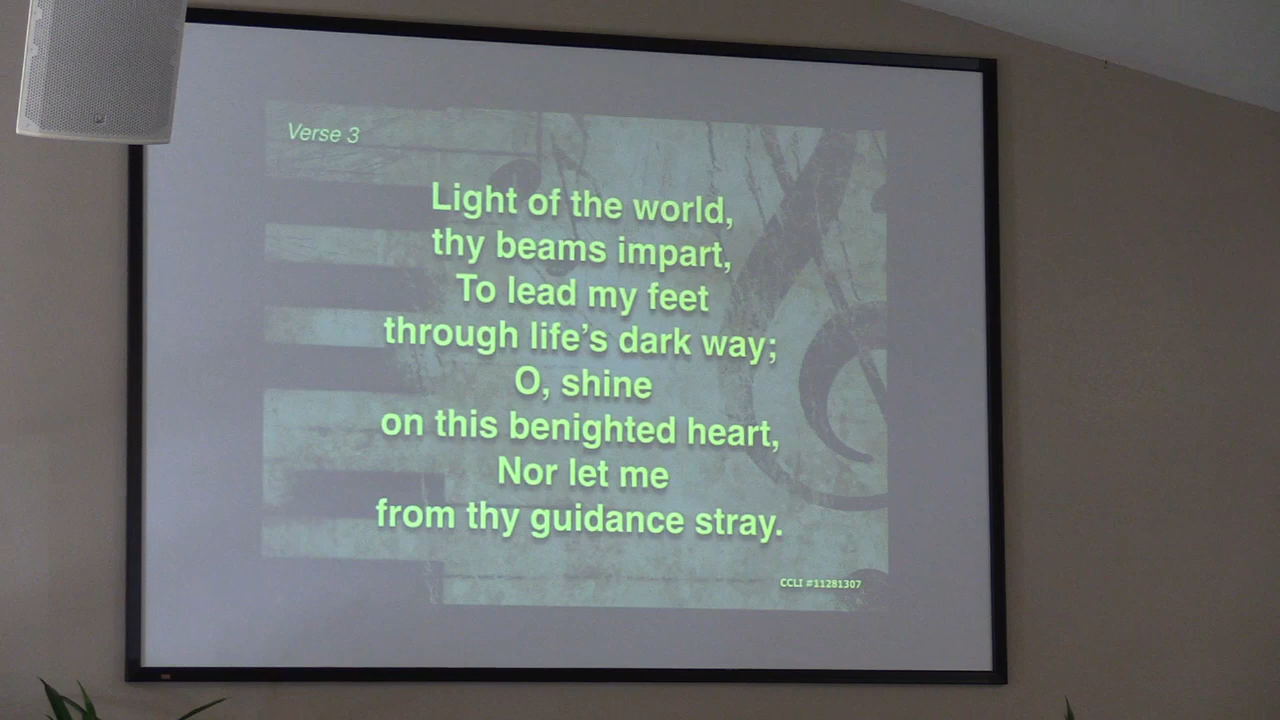 Verse 3
Light of the world,
thy beams impart,
To lead my feet
through life's dark way;
O, shine
on this benighted heart,
Nor let me
from thy guidance stray.
CCLI #11281307